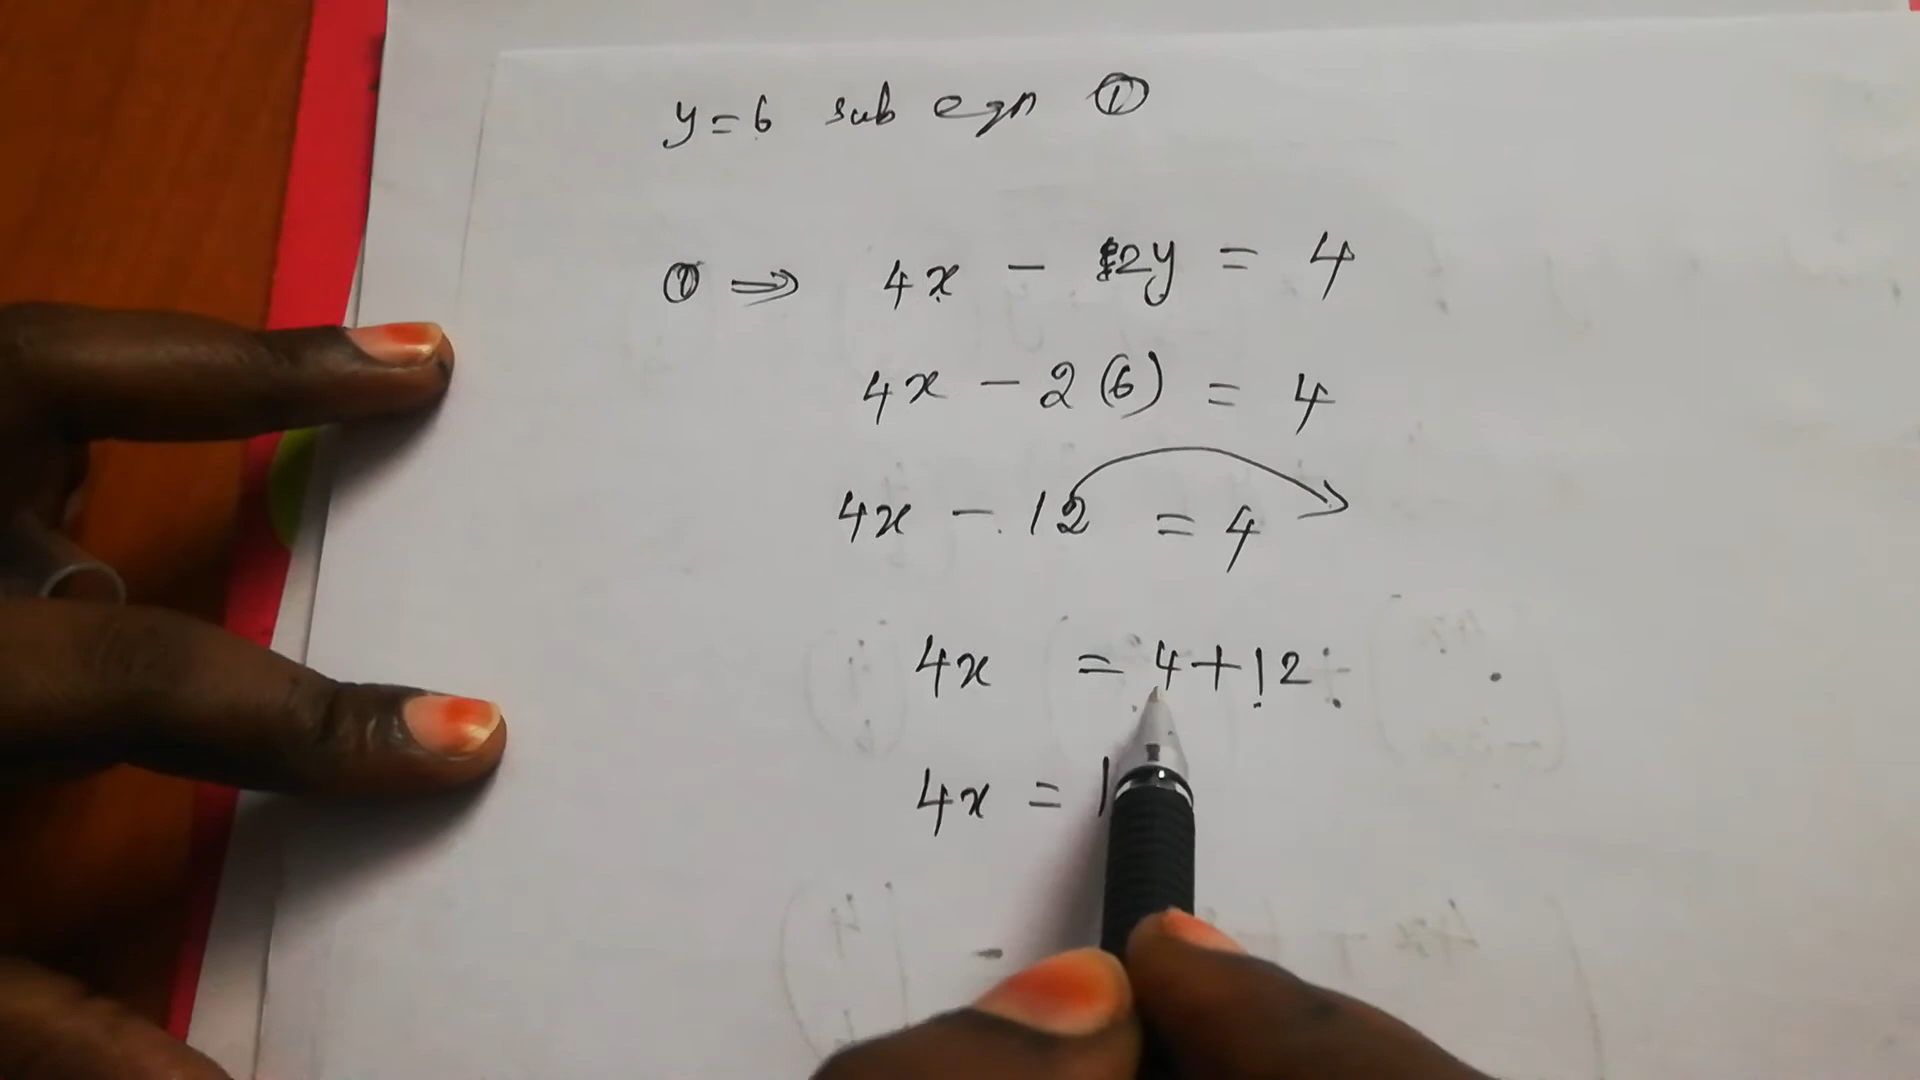 y = 6 sub eqn ①
① ⇒ 4x - 2y = 4
4x - 2 (6) = 4
4x - 12 = 4
4x = 4 + 12
4x = 1